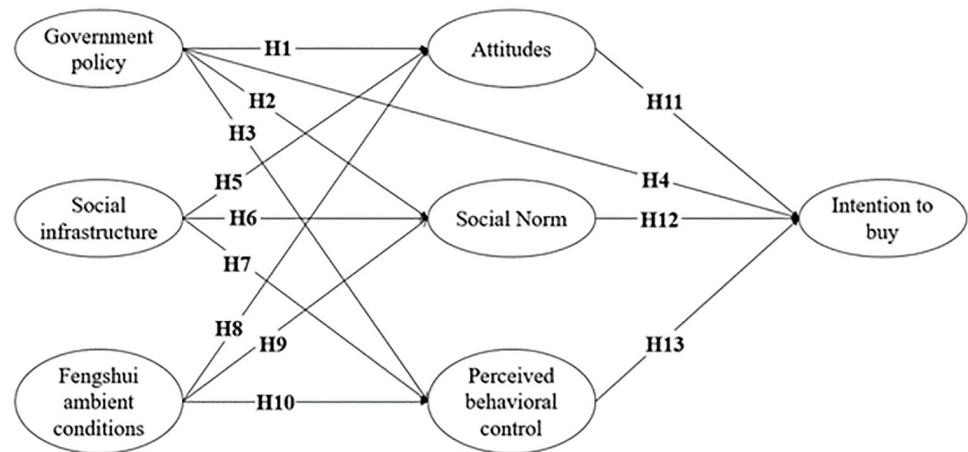 Government
policy
H1
Attitudes
H2
H11
H3
H5
H4
Social
infrastructure
H6
Social Norm
H12
Intention to
buy
H7
H8
H9
H13
Fengshui
ambient
conditions
H10
Perceived
behavioral
control